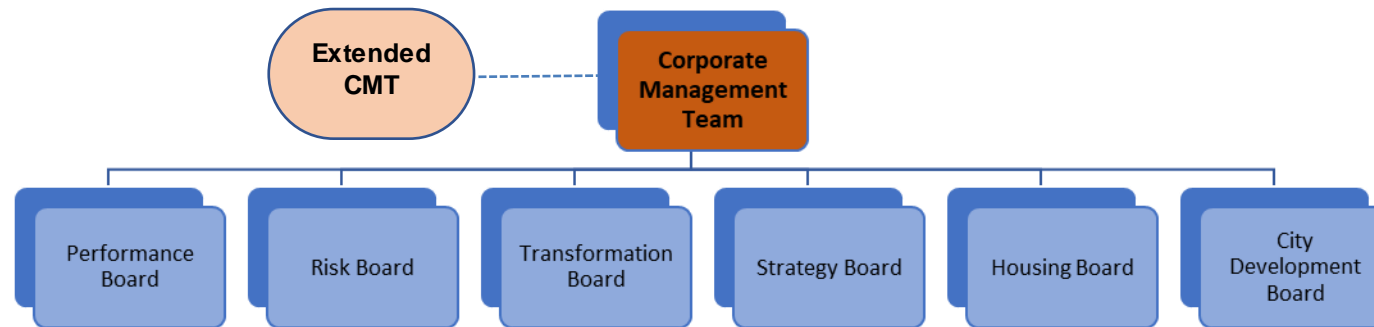 Extended
CMT
Corporate
Management
Team
Performance
Board
Risk Board
Transformation
Board
Strategy Board
Housing Board
City
Development
Board